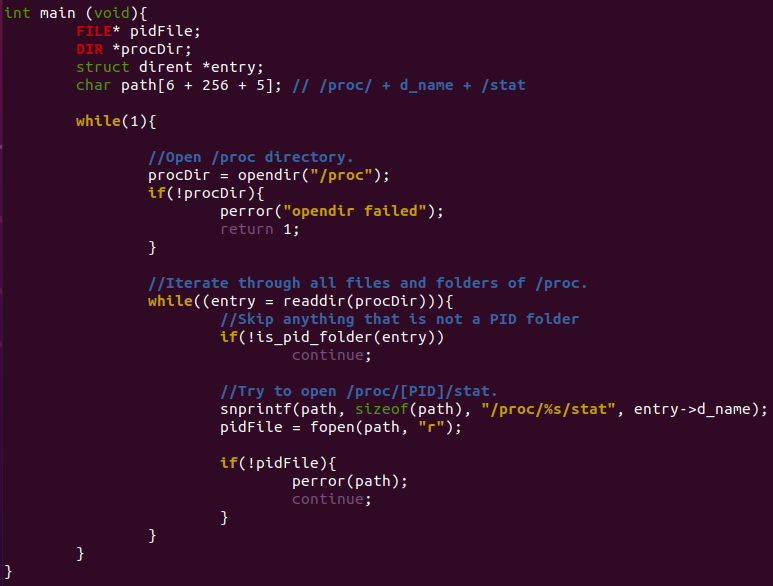 int main (void){
FILE* pidFile;
DIR *procDir;
struct dirent *entry;
char path[6 + 256 + 5]; // /proc/ + d_name + /stat
while(1){
//Open /proc directory.
procDir = opendir("/proc");
if(!procDir){
perror("opendir failed");
return 1;
}
//Iterate through all files and folders of /proc.
while((entry = readdir(procDir))){
//Skip anything that is not a PID folder
if(!is_pid_folder(entry))
continue;
//Try to open /proc/[PID]/stat.
snprintf(path, sizeof(path), "/proc/%s/stat", entry->d_name);
pidFile = fopen(path, "r");
if(!pidFile){
perror(path);
continue;
}
}
}
}